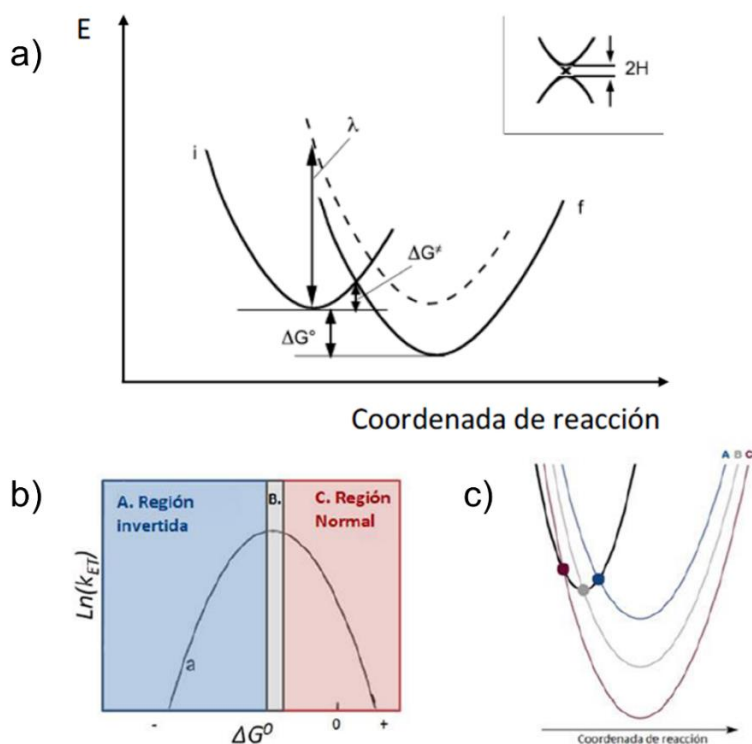 a)
E
2H
λ
i
f
ΔG≠
ΔG°
Coordenada de reacción
b)
A. Región
invertida
B.
C. Región
Normal
Ln(kET)
a
-
0
+
ΔG0
c)
A B C
Coordenada de reacción